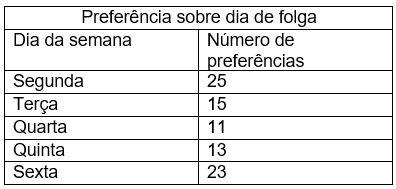 Preferência sobre dia de folga
Dia da semana Número de
preferências
Segunda 25
Terça 15
Quarta 11
Quinta 13
Sexta 23